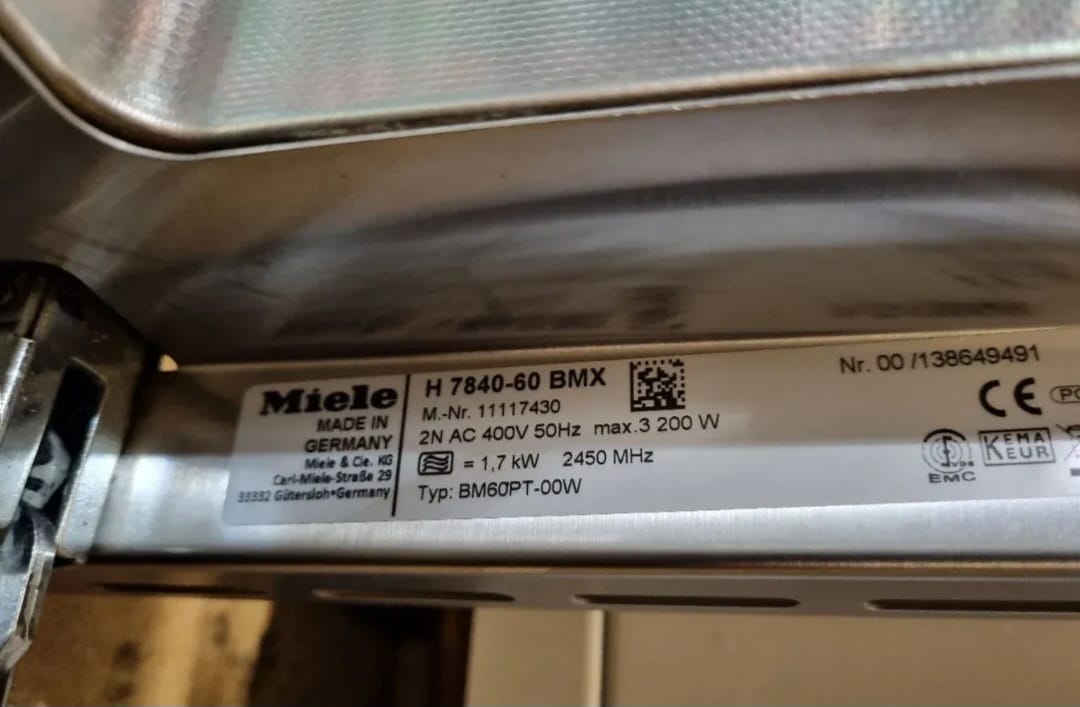 Miele
MADE IN
GERMANY
Miele & Cie. KG
Carl-Miele-Straße 29
33332 Gütersloh•Germany
H 7840-60 BMX
M.-Nr. 11117430
2N AC 400V 50Hz max.3 200 W
= 1,7 kW 2450 MHz
Typ: BM60PT-00W
Nr. 00 /138649491
CE
VDE
EMC
KEMA
KEUR